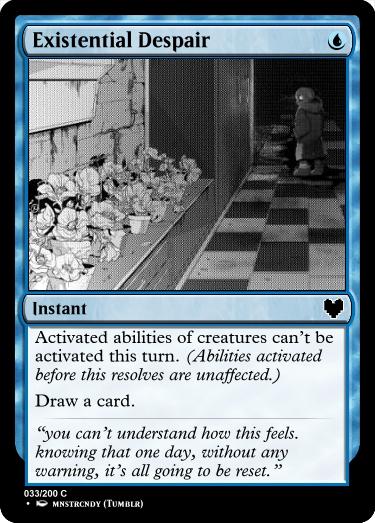 Existential Despair
Instant
Activated abilities of creatures can't be
activated this turn. (Abilities activated
before this resolves are unaffected.)
Draw a card.
"you can't understand how this feels.
knowing that one day, without any
warning, it's all going to be reset."
033/200 C
• MNSTRCNDY (TUMBLR)